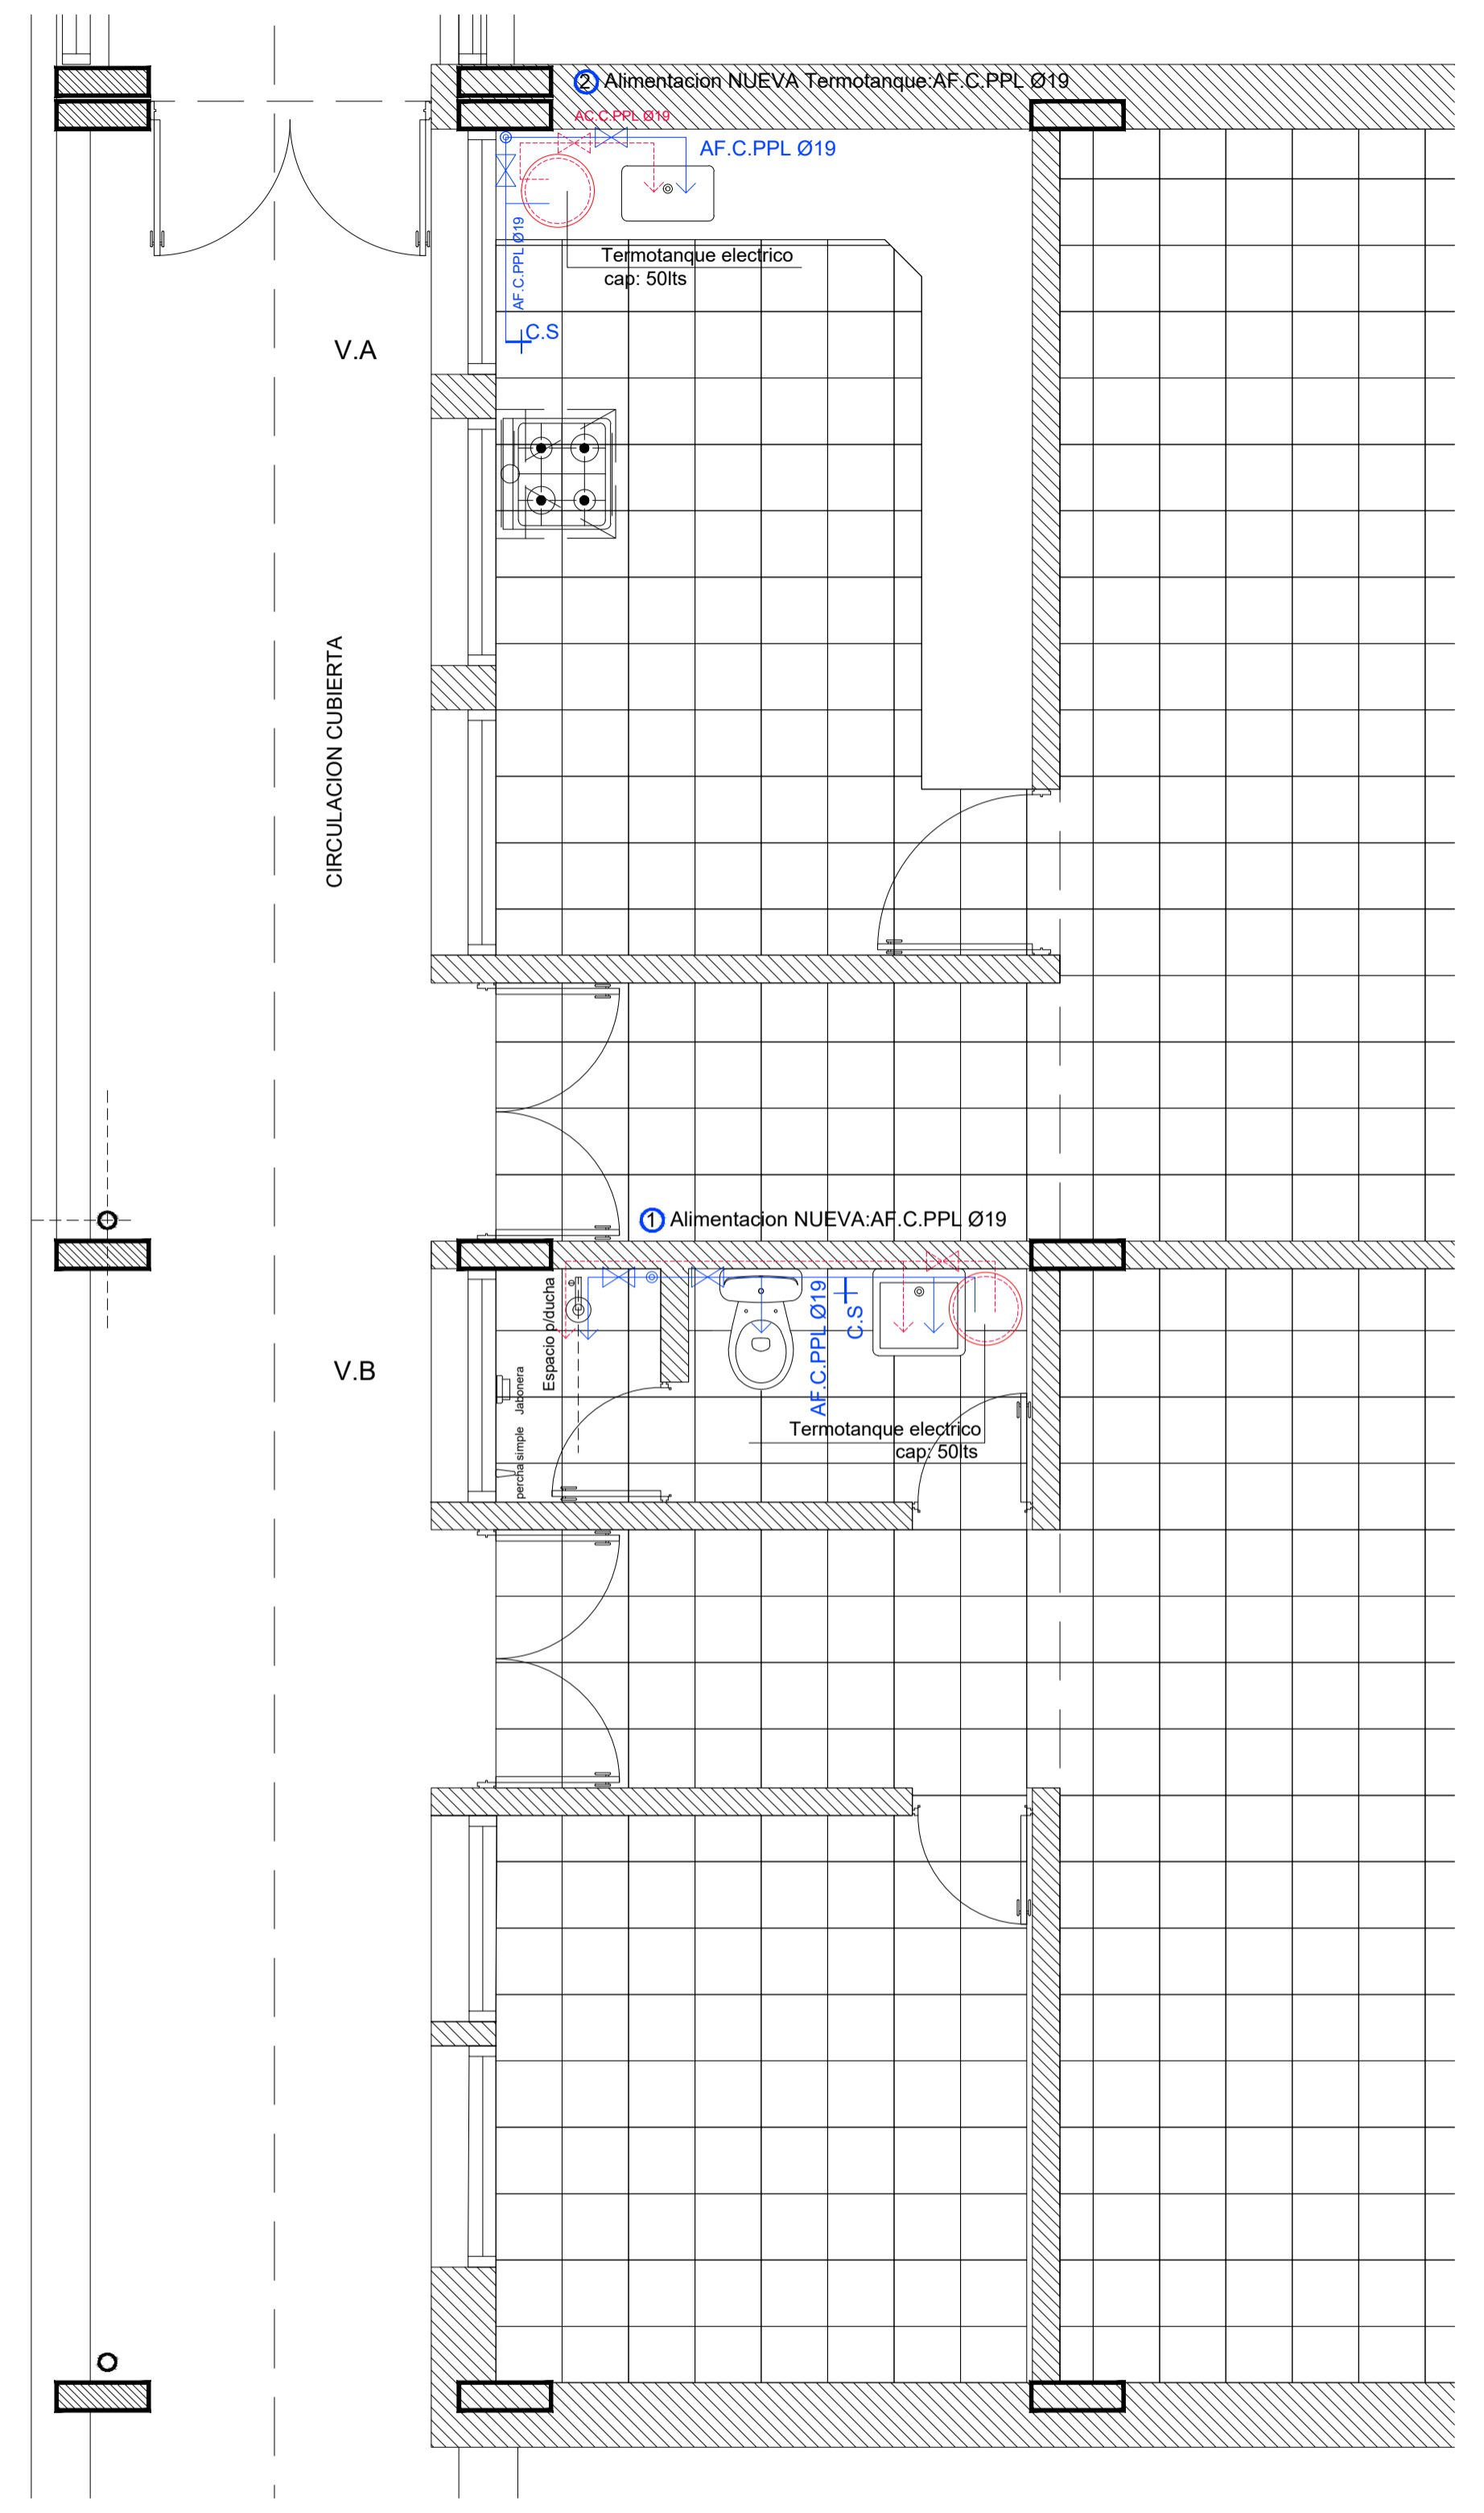 2 Alimentacion NUEVA Termotanque:AF.C.PPL Ø19
AC.C.PPL Ø19
AF.C.PPL Ø19
AF.C.PPL Ø19
Termotanque electrico
cap: 50lts
C.S
V.A
CIRCULACION CUBIERTA
1 Alimentacion NUEVA:AF.C.PPL Ø19
Espacio p/ducha
AF.C.PPL Ø19
C.S
V.B
Jabonera
percha simple
Termotanque electrico
cap: 50lts